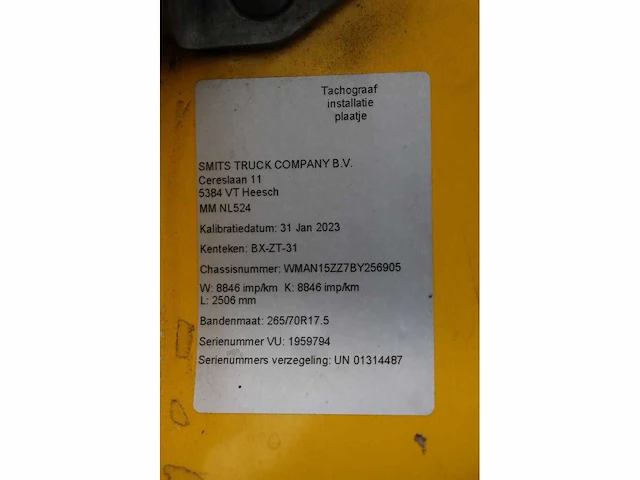 Tachograaf
installatie
plaatje
SMITS TRUCK COMPANY B.V.
Cereslaan 11
5384 VT Heesch
MM NL524
Kalibratiedatum: 31 Jan 2023
Kenteken: BX-ZT-31
Chassisnummer: WMAN15ZZ7BY256905
W: 8846 imp/km K: 8846 imp/km
L: 2506 mm
Bandenmaat: 265/70R17.5
Serienummer VU: 1959794
Serienummers verzegeling: UN 01314487